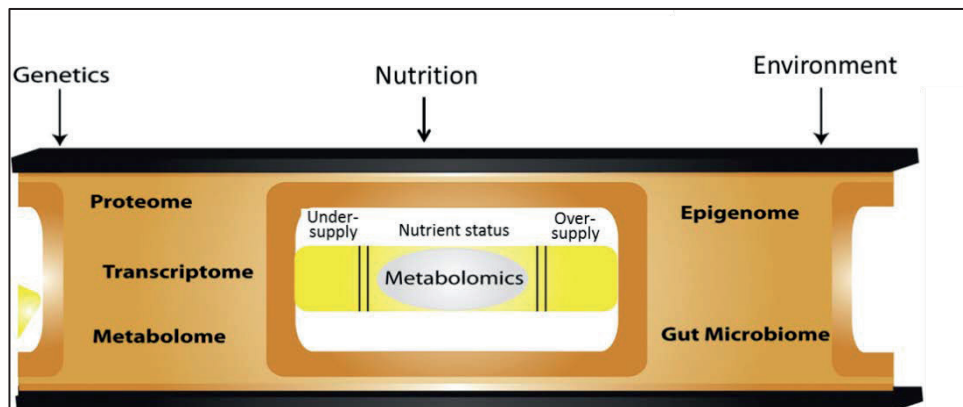 Genetics
Nutrition
Environment
Proteome
Transcriptome
Metabolome
Under-
supply
Nutrient status
Over-
supply
Metabolomics
Epigenome
Gut Microbiome